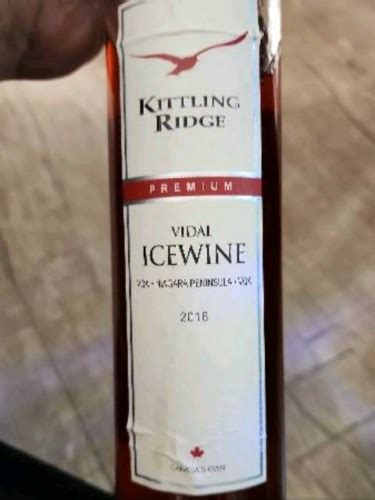 KITTLING
RIDGE
PREMIUM
VIDAL
ICEWINE
VQA • NIAGARA PENINSULA • VQA
2016